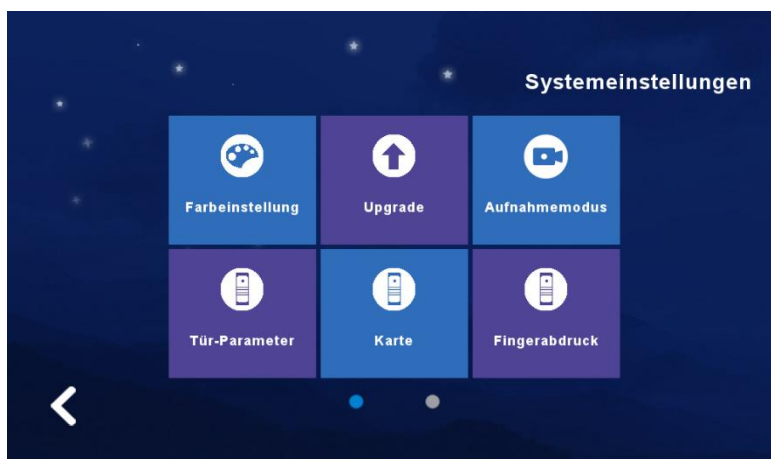 Systemeinstellungen
Farbeinstellung
Upgrade
Aufnahmemodus
Tür-Parameter
Karte
Fingerabdruck